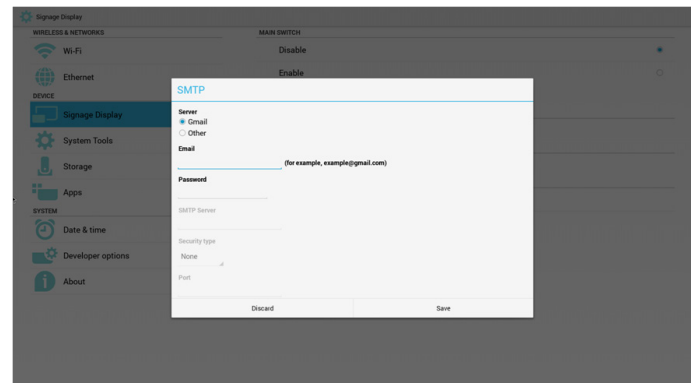 Signage Display
WIRELESS & NETWORKS
MAIN SWITCH
Wi-Fi
Disable
Ethernet
Enable
DEVICE
Signage Display
System Tools
Storage
Apps
SYSTEM
Date & time
Developer options
About
SMTP
Server
Gmail
Other
Email
(for example, example@gmail.com)
Password
SMTP Server
Security type
None
Port
Discard
Save